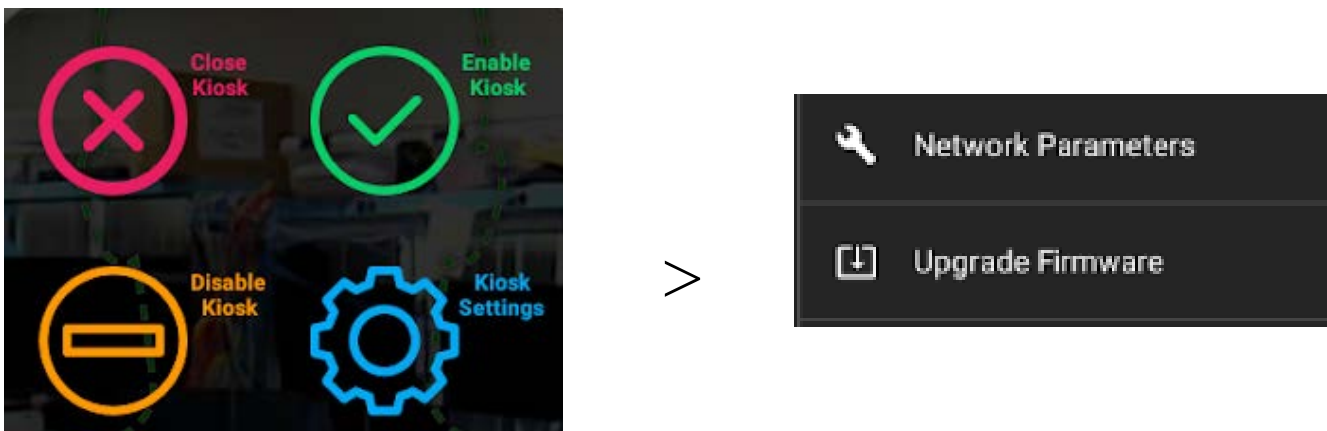 Close
Kiosk
Enable
Kiosk
Disable
Kiosk
Kiosk
Settings
>
Network Parameters
Upgrade Firmware